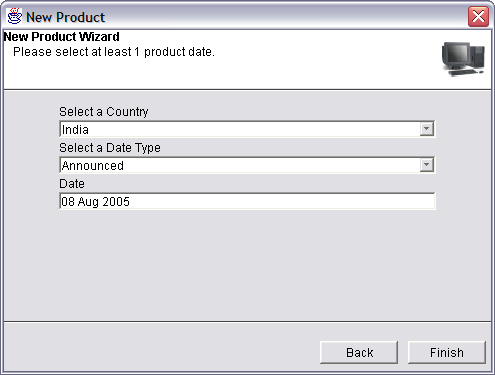 New Product
New Product Wizard
Please select at least 1 product date.
Select a Country
India
Select a Date Type
Announced
Date
08 Aug 2005
Back
Finish